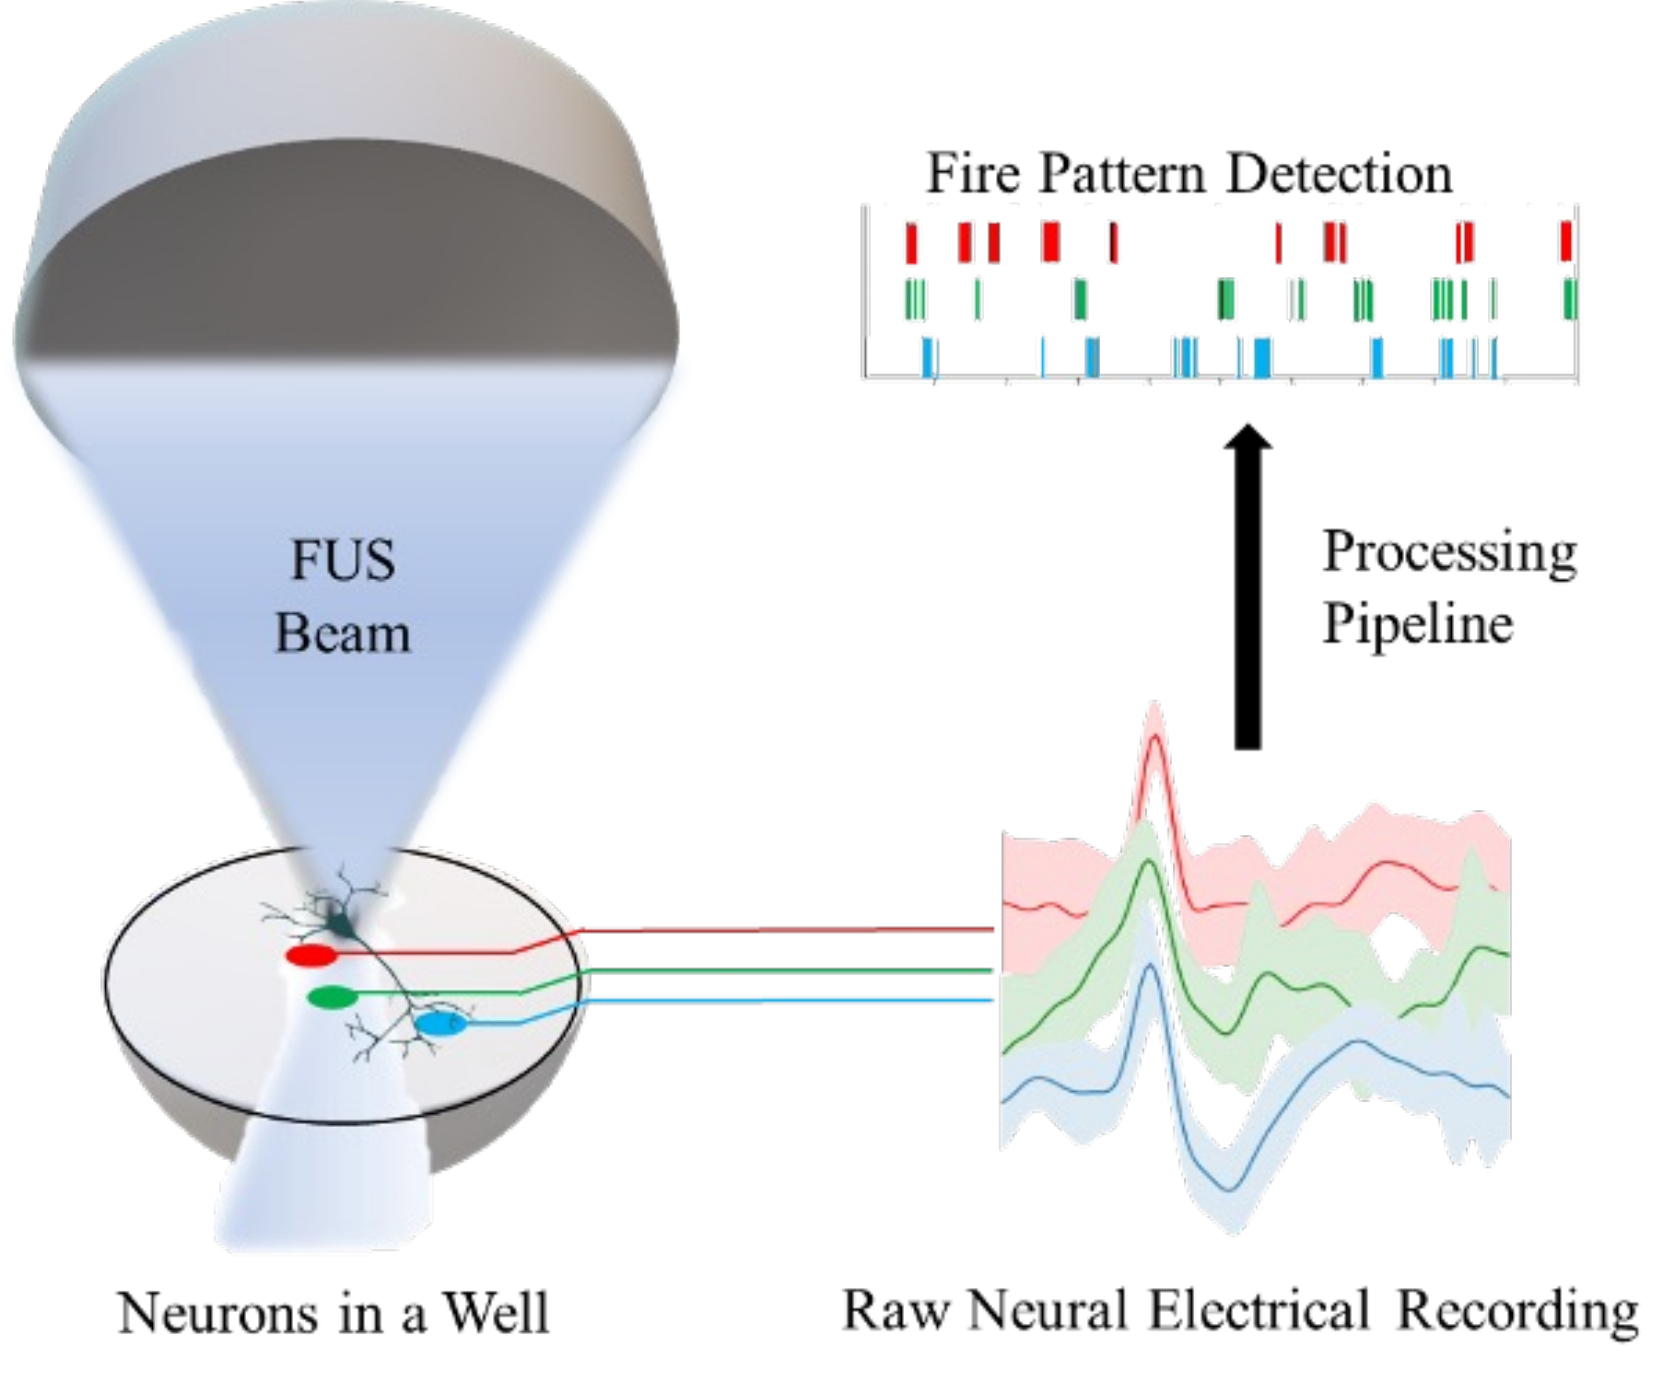 Fire Pattern Detection
FUS
Beam
Processing
Pipeline
Neurons in a Well
Raw Neural Electrical Recording